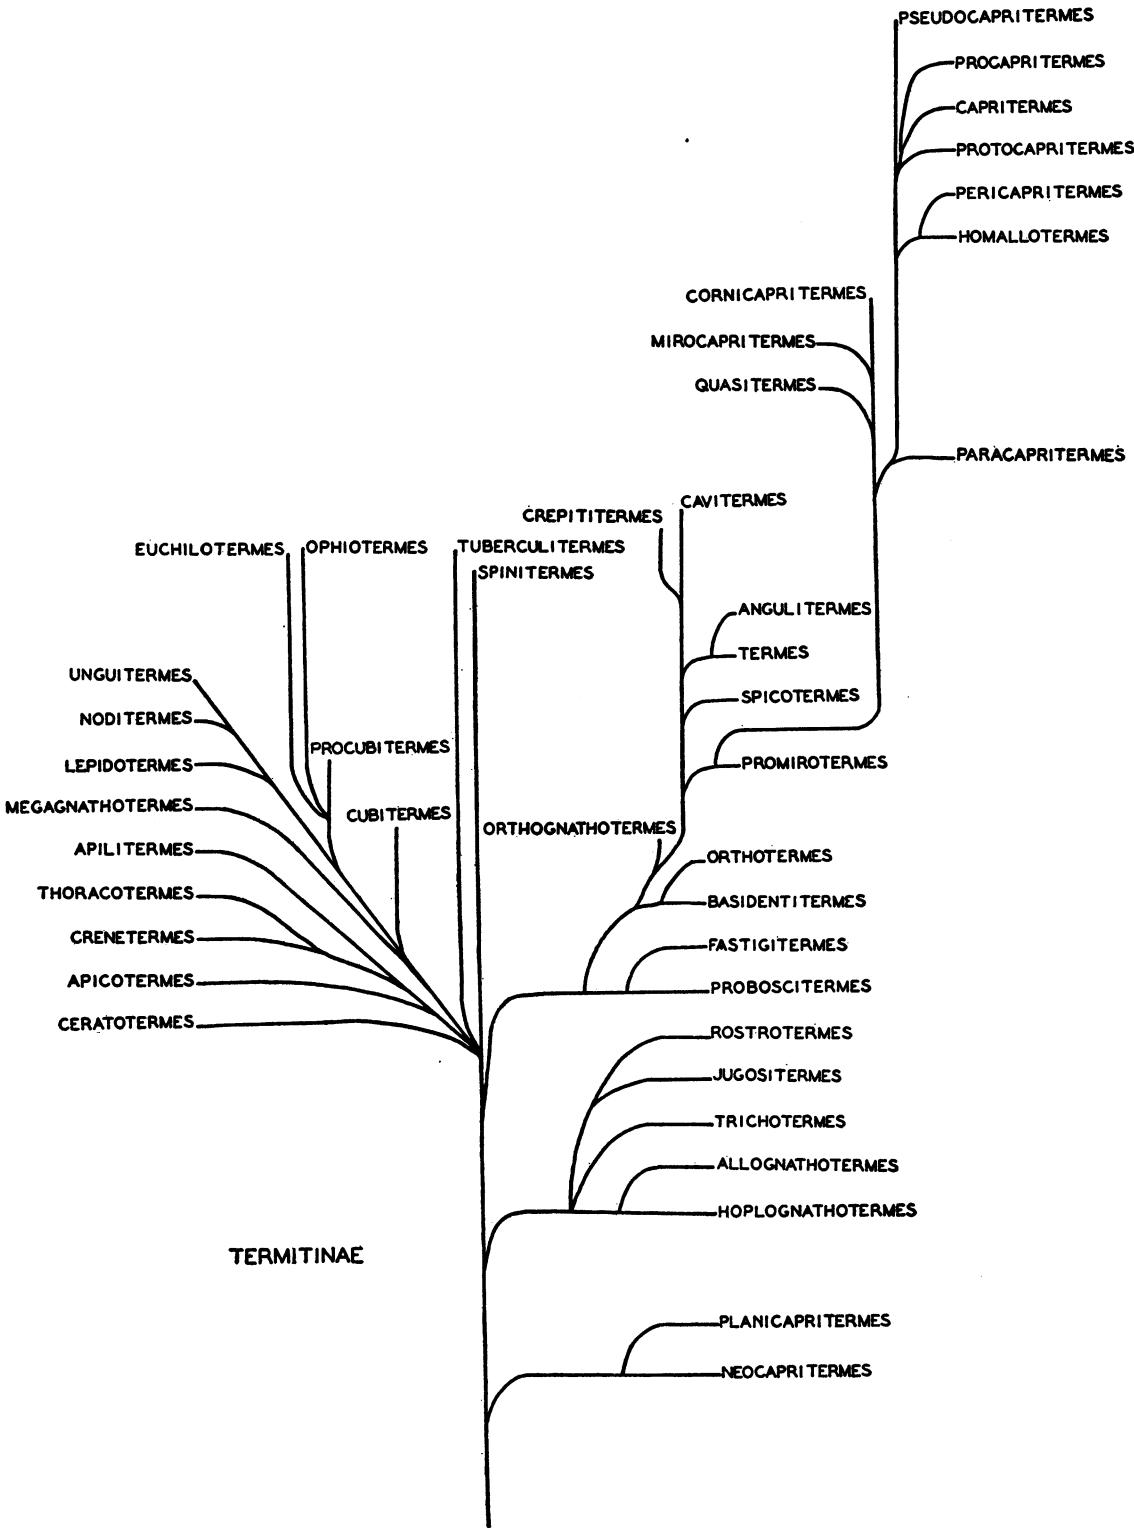 PSEUDOCAPRITERMES
PROCAPRITERMES
CAPRITERMES
PROTOCAPRITERMES
PERICAPRITERMES
HOMALLOTERMES
CORNICAPRITERMES
MIROCAPRITERMES
QUASITERMES
PARACAPRITERMES
CAVITERMES
CREPITITERMES
EUCHILOTERMES
OPHIOTERMES
TUBERCULITERMES
SPINITERMES
ANGULITERMES
TERMES
UNGUITERMES
SPICOTERMES
NODITERMES
PROCUBITERMES
LEPIDOTERMES
PROMIROTERMES
MEGAGNATHOTERMES
CUBITERMES
ORTHOGNATHOTERMES
APILITERMES
ORTHOTERMES
THORACOTERMES
BASIDENTITERMES
CRENETERMES
FASTIGITERMES
APICOTERMES
PROBOSCITERMES
CERATOTERMES
ROSTROTERMES
JUGOSITERMES
TRICHOTERMES
ALLOGNATHOTERMES
HOPLOGNATHOTERMES
TERMITINAE
PLANICAPRITERMES
NEOCAPRITERMES